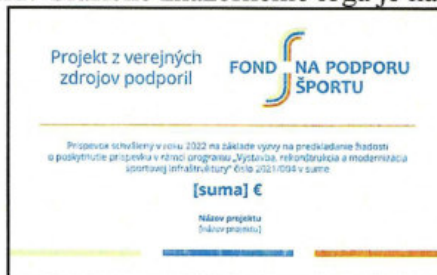 Projekt z verejných
zdrojov podporil
FOND NA PODPORU
ŠPORTU
Príspevok schválený v roku 2022 na základe výzvy na predkladanie žiadostí
o poskytnutie príspevku v rámci programu „Výstavba, rekonštrukcia a modernizácia
športovej infraštruktúry" číslo 2021/004 v sume
[suma] €
Názov projektu
[názov projektu]